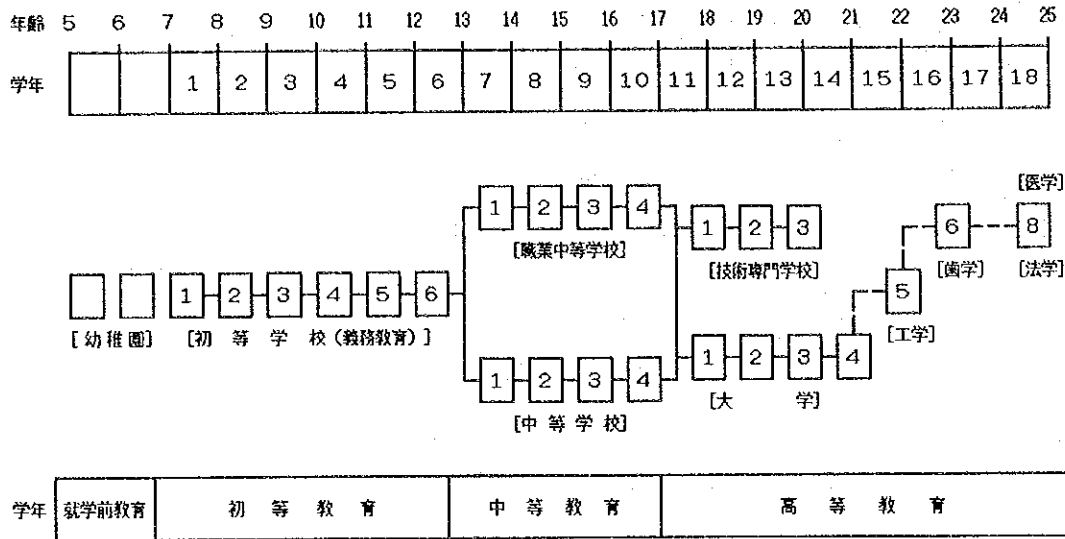 年齢 5 6 7 8 9 10 11 12 13 14 15 16 17 18 19 20 21 22 23 24 25
学年 1 2 3 4 5 6 7 8 9 10 11 12 13 14 15 16 17 18
[医学]
1 2 3 4 1 2 3 6 8
[職業中等学校] [技術専門学校] [歯学] [法学]
1 2 3 4 5 6 5
[幼稚園] [初等学校(義務教育)] [工学]
1 2 3 4 1 2 3 4
[中等学校] [大学]
学年 就学前教育 初等教育 中等教育 高等教育